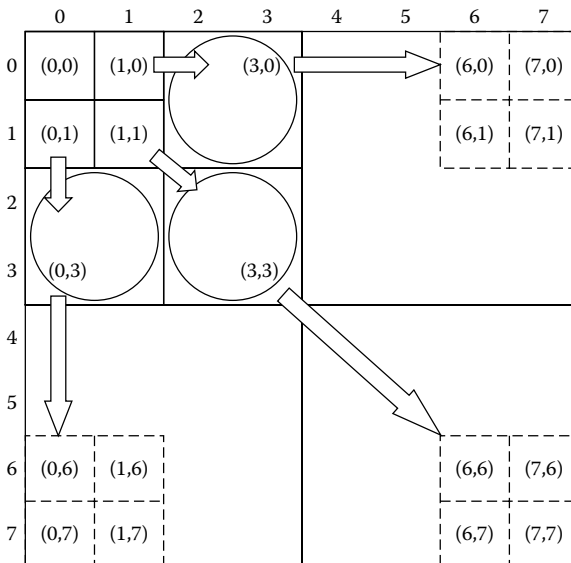 0 1 2 3 4 5 6 7
0 (0,0) (1,0) (3,0) (6,0) (7,0)
1 (0,1) (1,1) (6,1) (7,1)
2
3 (0,3) (3,3)
4
5
6 (0,6) (1,6) (6,6) (7,6)
7 (0,7) (1,7) (6,7) (7,7)